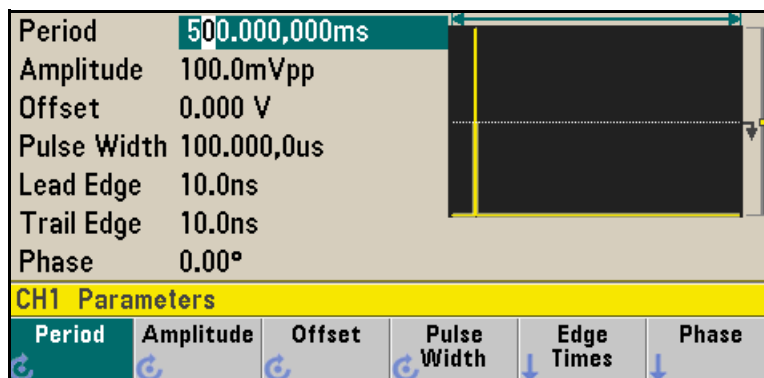 Period 500.000,000ms
Amplitude 100.0mVpp
Offset 0.000 V
Pulse Width 100.000,0us
Lead Edge 10.0ns
Trail Edge 10.0ns
Phase 0.00°
CH1 Parameters
Period Amplitude Offset Pulse Width Edge Times Phase